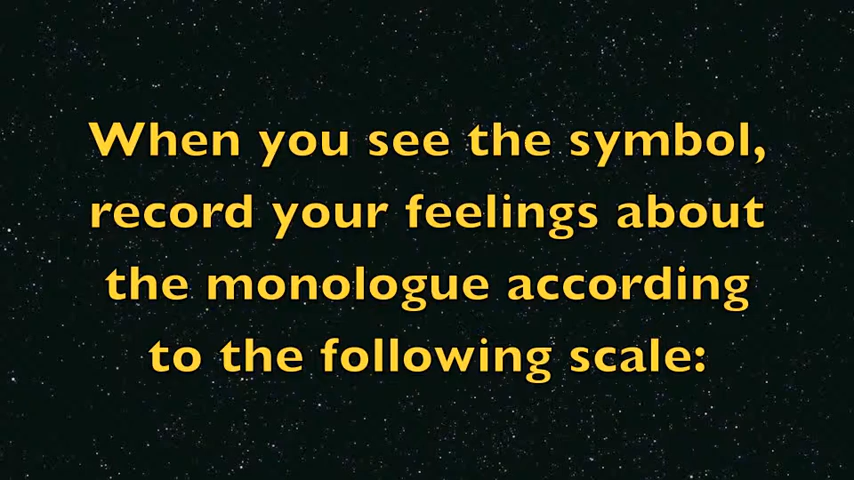 When you see the symbol,
record your feelings about
the monologue according
to the following scale: